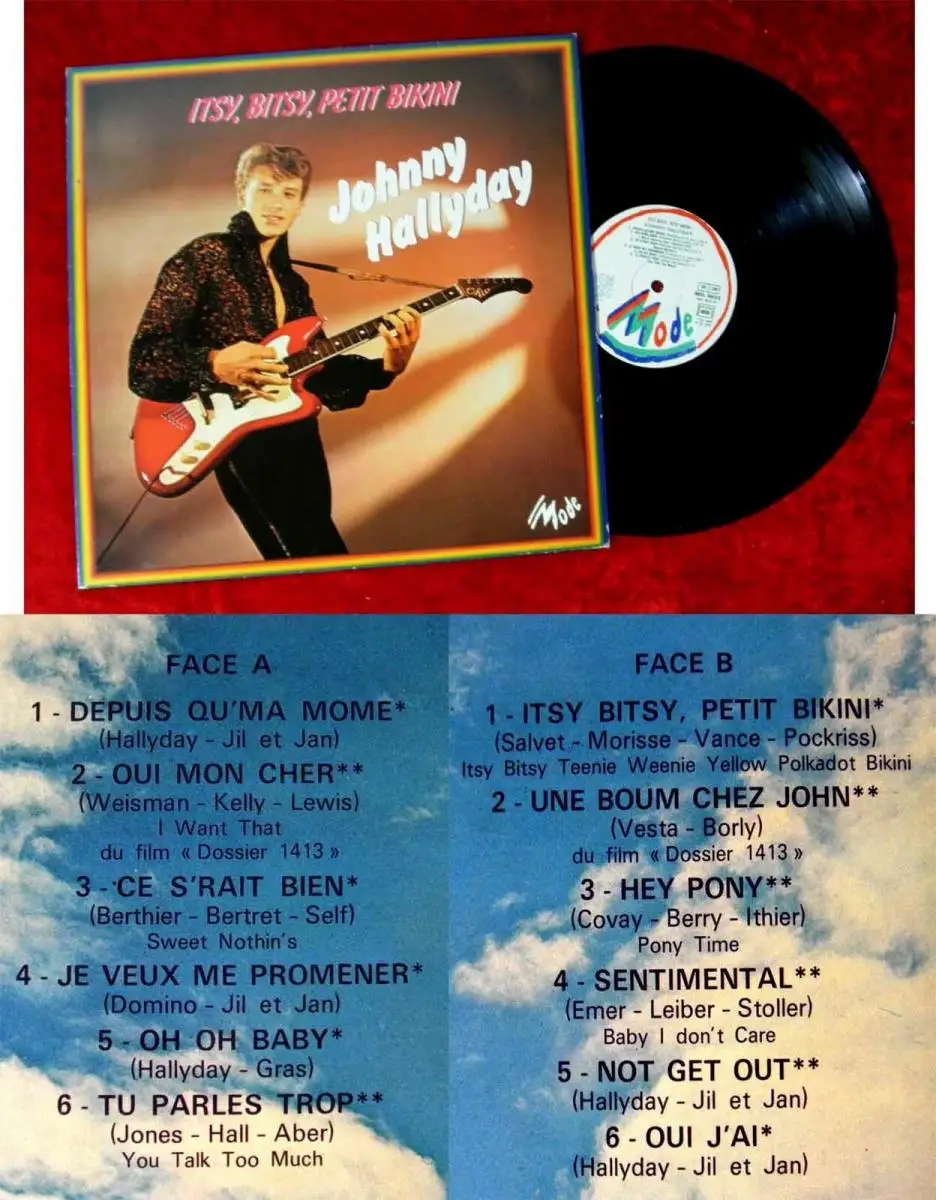 ITSY, BITSY, PETIT BIKINI
Johnny
Hallyday
Mode
Mode
FACE A
1 - DEPUIS QU'MA MOME*
(Hallyday - Jil et Jan)
2 - OUI MON CHER**
(Weisman - Kelly - Lewis)
I Want That
du film « Dossier 1413 »
3 - CE S'RAIT BIEN*
(Berthier - Bertret - Self)
Sweet Nothin's
4 - JE VEUX ME PROMENER*
(Domino - Jil et Jan)
5 - OH OH BABY*
(Hallyday - Gras)
6 - TU PARLES TROP**
(Jones - Hall - Aber)
You Talk Too Much
FACE B
1 - ITSY BITSY, PETIT BIKINI*
(Salvet - Morisse - Vance - Pockriss)
Itsy Bitsy Teenie Weenie Yellow Polkadot Bikini
2 - UNE BOUM CHEZ JOHN**
(Vesta - Borly)
du film « Dossier 1413 »
3 - HEY PONY**
(Covay - Berry - Ithier)
Pony Time
4 - SENTIMENTAL**
(Emer - Leiber - Stoller)
Baby I don't Care
5 - NOT GET OUT**
(Hallyday - Jil et Jan)
6 - OUI J'AI*
(Hallyday - Jil et Jan)